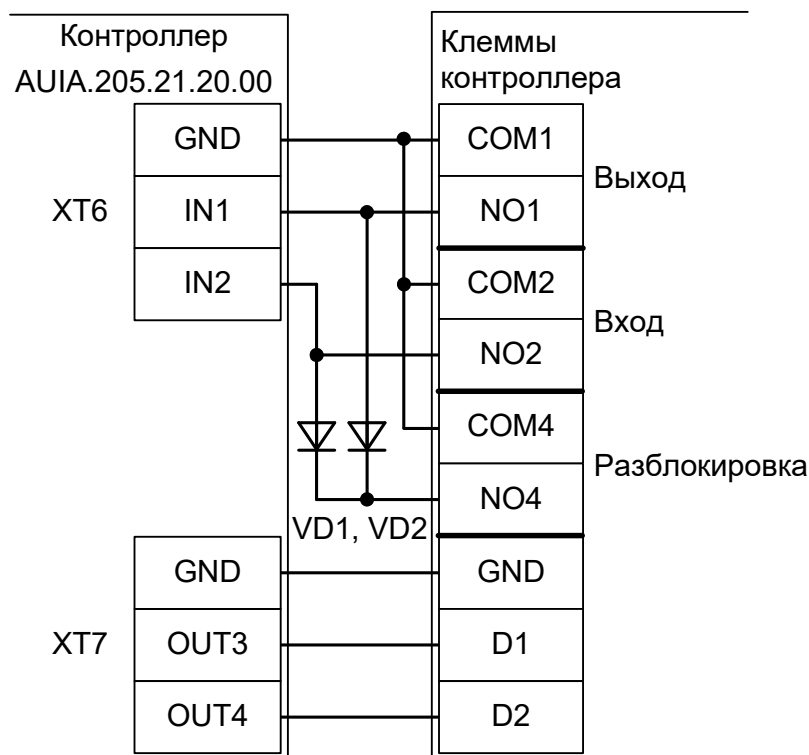 Контроллер
AUIA.205.21.20.00
Клеммы
контроллера
GND
COM1
Выход
XT6
IN1
NO1
IN2
COM2
Вход
NO2
COM4
Разблокировка
NO4
VD1, VD2
GND
GND
XT7
OUT3
D1
OUT4
D2